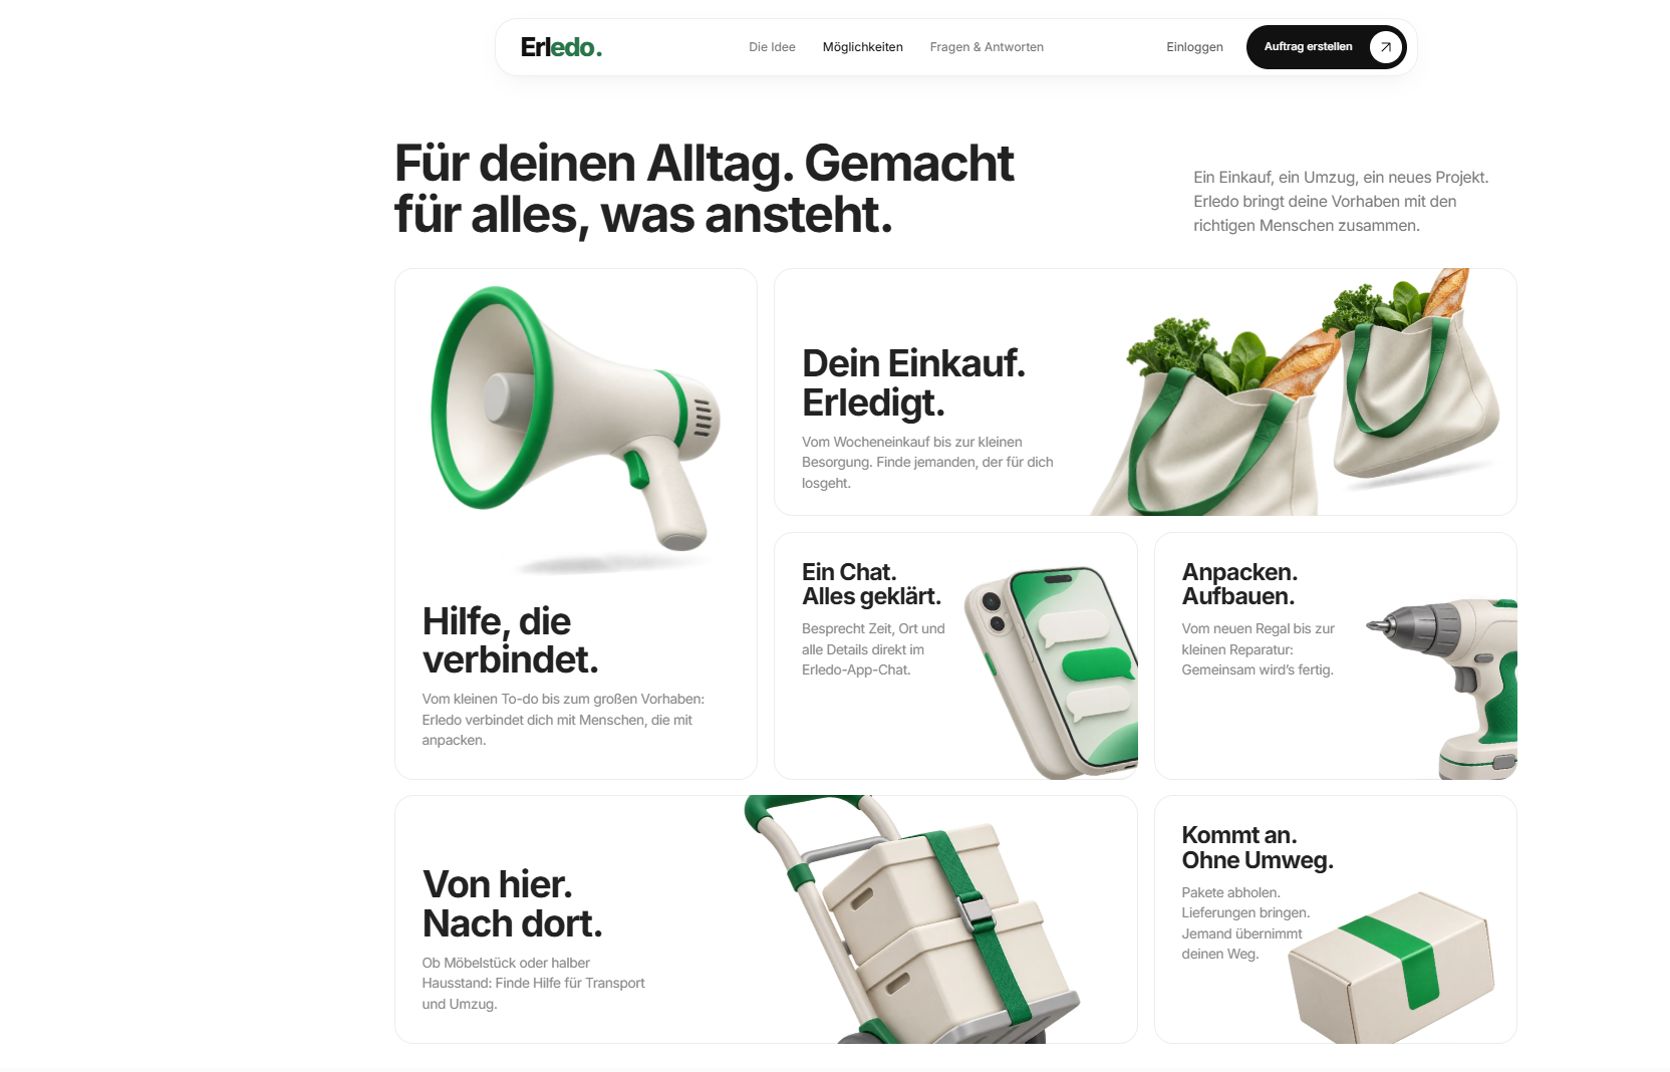 Erledo.
Die Idee
Möglichkeiten
Fragen & Antworten
Einloggen
Auftrag erstellen
Für deinen Alltag. Gemacht
für alles, was ansteht.
Ein Einkauf, ein Umzug, ein neues Projekt.
Erledo bringt deine Vorhaben mit den
richtigen Menschen zusammen.
Hilfe, die
verbindet.
Vom kleinen To-do bis zum großen Vorhaben:
Erledo verbindet dich mit Menschen, die mit
anpacken.
Dein Einkauf.
Erledigt.
Vom Wocheneinkauf bis zur kleinen
Besorgung. Finde jemanden, der für dich
losgeht.
Ein Chat.
Alles geklärt.
Besprecht Zeit, Ort und
alle Details direkt im
Erledo-App-Chat.
Anpacken.
Aufbauen.
Vom neuen Regal bis zur
kleinen Reparatur:
Gemeinsam wird’s fertig.
Von hier.
Nach dort.
Ob Möbelstück oder halber
Hausstand: Finde Hilfe für Transport
und Umzug.
Kommt an.
Ohne Umweg.
Pakete abholen.
Lieferungen bringen.
Jemand übernimmt
deinen Weg.